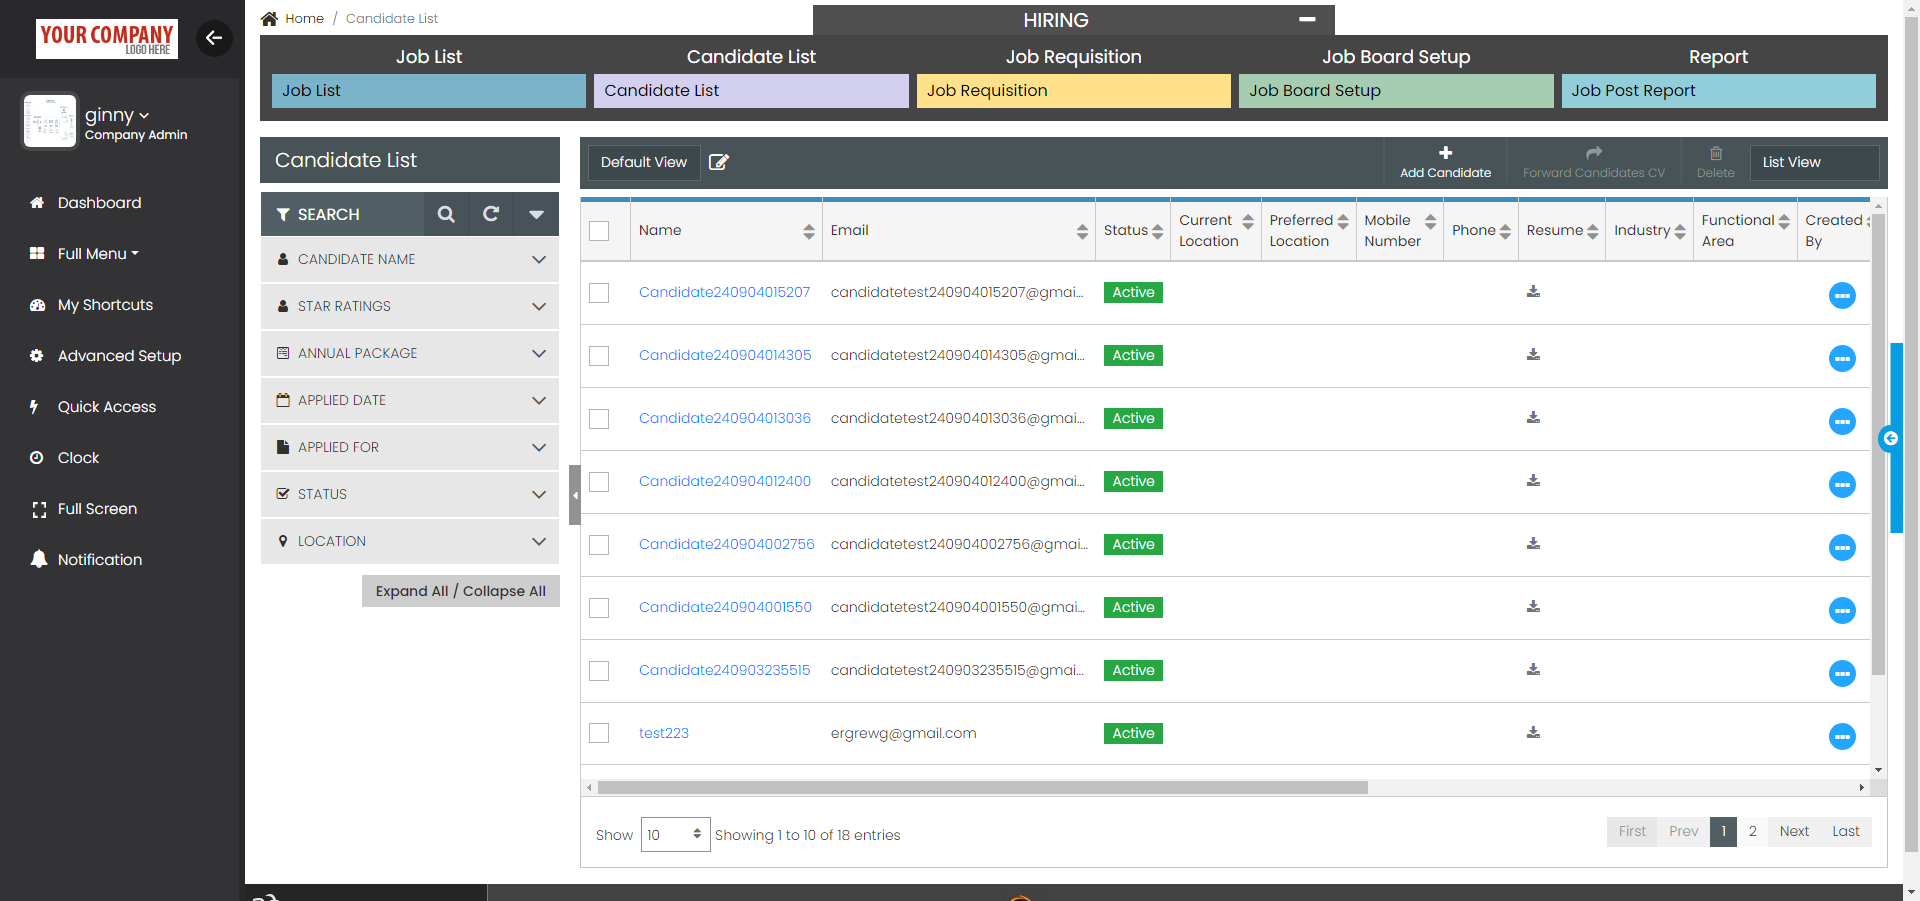 YOUR COMPANY
LOGO HERE
ginny
Company Admin
Dashboard
Full Menu
My Shortcuts
Advanced Setup
Quick Access
Clock
Full Screen
Notification
Home / Candidate List
HIRING
Job List
Candidate List
Job Requisition
Job Board Setup
Report
Job List
Candidate List
Job Requisition
Job Board Setup
Job Post Report
Candidate List
SEARCH
CANDIDATE NAME
STAR RATINGS
ANNUAL PACKAGE
APPLIED DATE
APPLIED FOR
STATUS
LOCATION
Expand All / Collapse All
Default View
Add Candidate
Forward Candidates CV
Delete
List View
Name
Email
Status
Current Location
Preferred Location
Mobile Number
Phone
Resume
Industry
Functional Area
Created By
Candidate240904015207 candidatetest240904015207@gmai... Active
Candidate240904014305 candidatetest240904014305@gmai... Active
Candidate240904013036 candidatetest240904013036@gmai... Active
Candidate240904012400 candidatetest240904012400@gmai... Active
Candidate240904002756 candidatetest240904002756@gmai... Active
Candidate240904001550 candidatetest240904001550@gmai... Active
Candidate240903235515 candidatetest240903235515@gmai... Active
test223 ergrewg@gmail.com Active
Show 10 Showing 1 to 10 of 18 entries
First Prev 1 2 Next Last